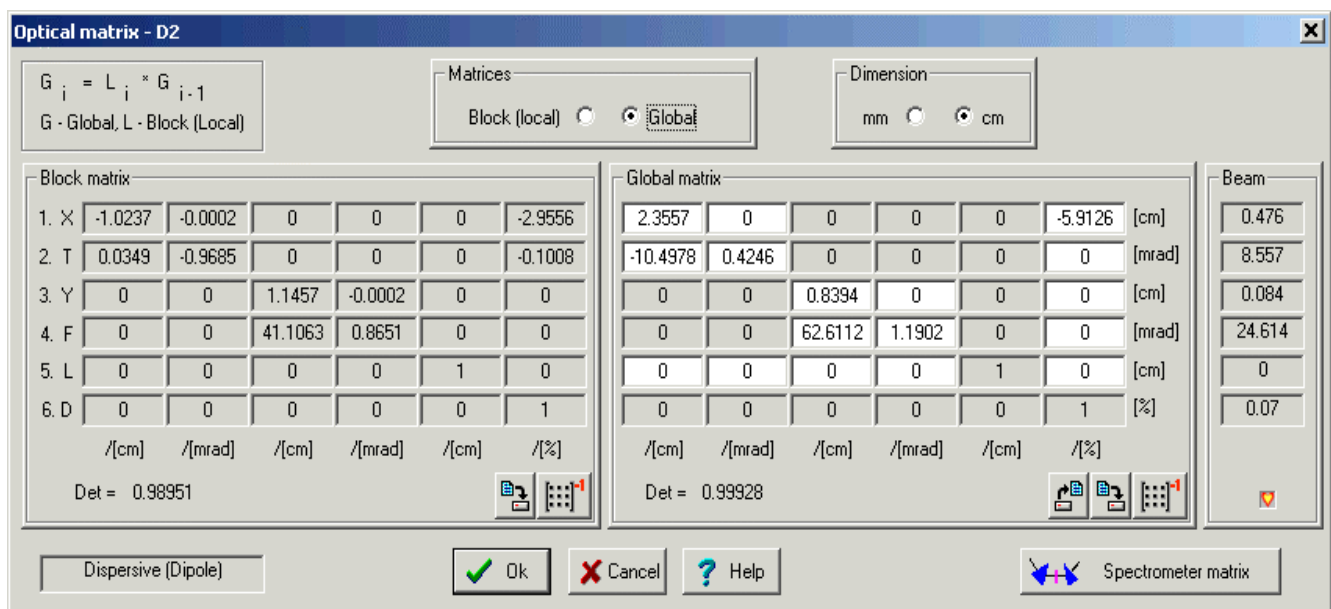 Optical matrix - D2
G i = L i * G i - 1
G - Global, L - Block (Local)
Matrices
Block (local) Global
Dimension
mm cm
Block matrix
1. X -1.0237 -0.0002 0 0 0 -2.9556
2. T 0.0349 -0.9685 0 0 0 -0.1008
3. Y 0 0 1.1457 -0.0002 0 0
4. F 0 0 41.1063 0.8651 0 0
5. L 0 0 0 0 1 0
6. D 0 0 0 0 0 1
/[cm] /[mrad] /[cm] /[mrad] /[cm] /[%]
Det = 0.98951
[:::]-1
Global matrix
2.3557 0 0 0 0 -5.9126 [cm]
-10.4978 0.4246 0 0 0 0 [mrad]
0 0 0.8394 0 0 0 [cm]
0 0 62.6112 1.1902 0 0 [mrad]
0 0 0 0 1 0 [cm]
0 0 0 0 0 1 [%]
/[cm] /[mrad] /[cm] /[mrad] /[cm] /[%]
Det = 0.99928
[:::]-1
Beam
0.476
8.557
0.084
24.614
0
0.07
Dispersive (Dipole)
Ok
Cancel
? Help
Spectrometer matrix